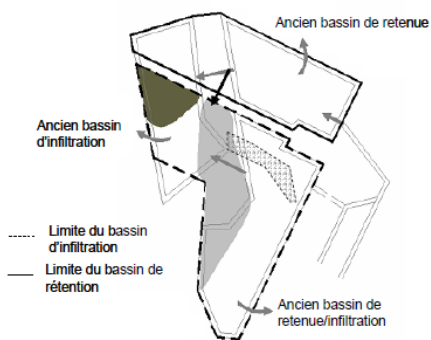 Ancien bassin de retenue
Ancien bassin
d'infiltration
Limite du bassin
d'infiltration
Limite du bassin de
rétention
Ancien bassin de
retenue/infiltration